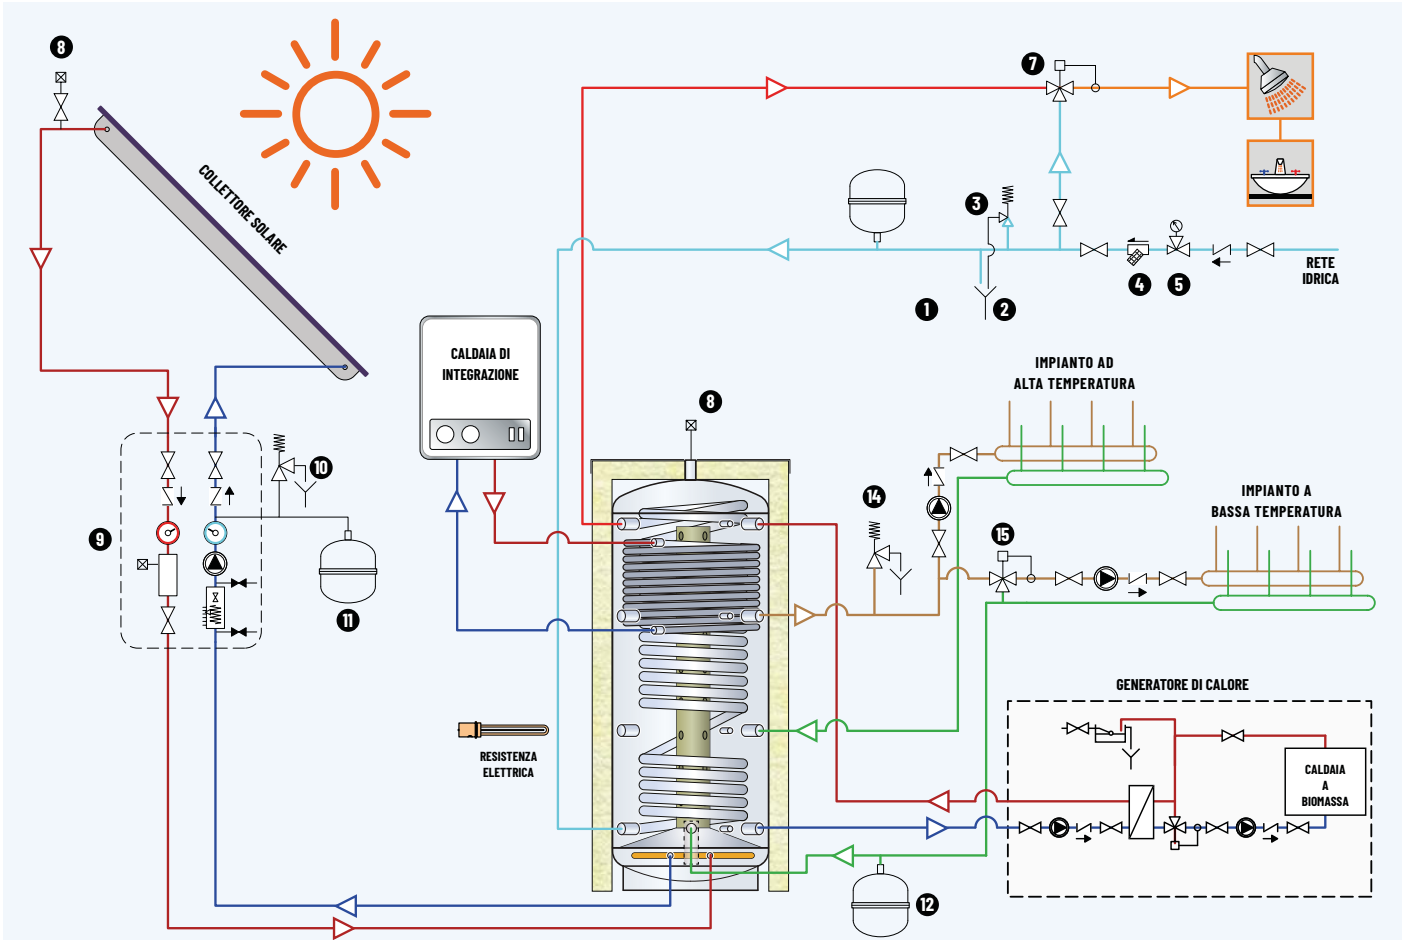 8
7
COLLETTORE SOLARE
3
4
5
RETE
IDRICA
1
2
CALDAIA DI
INTEGRAZIONE
IMPIANTO AD
ALTA TEMPERATURA
8
10
14
IMPIANTO A
BASSA TEMPERATURA
9
15
11
GENERATORE DI CALORE
RESISTENZA
ELETTRICA
CALDAIA
A
BIOMASSA
12